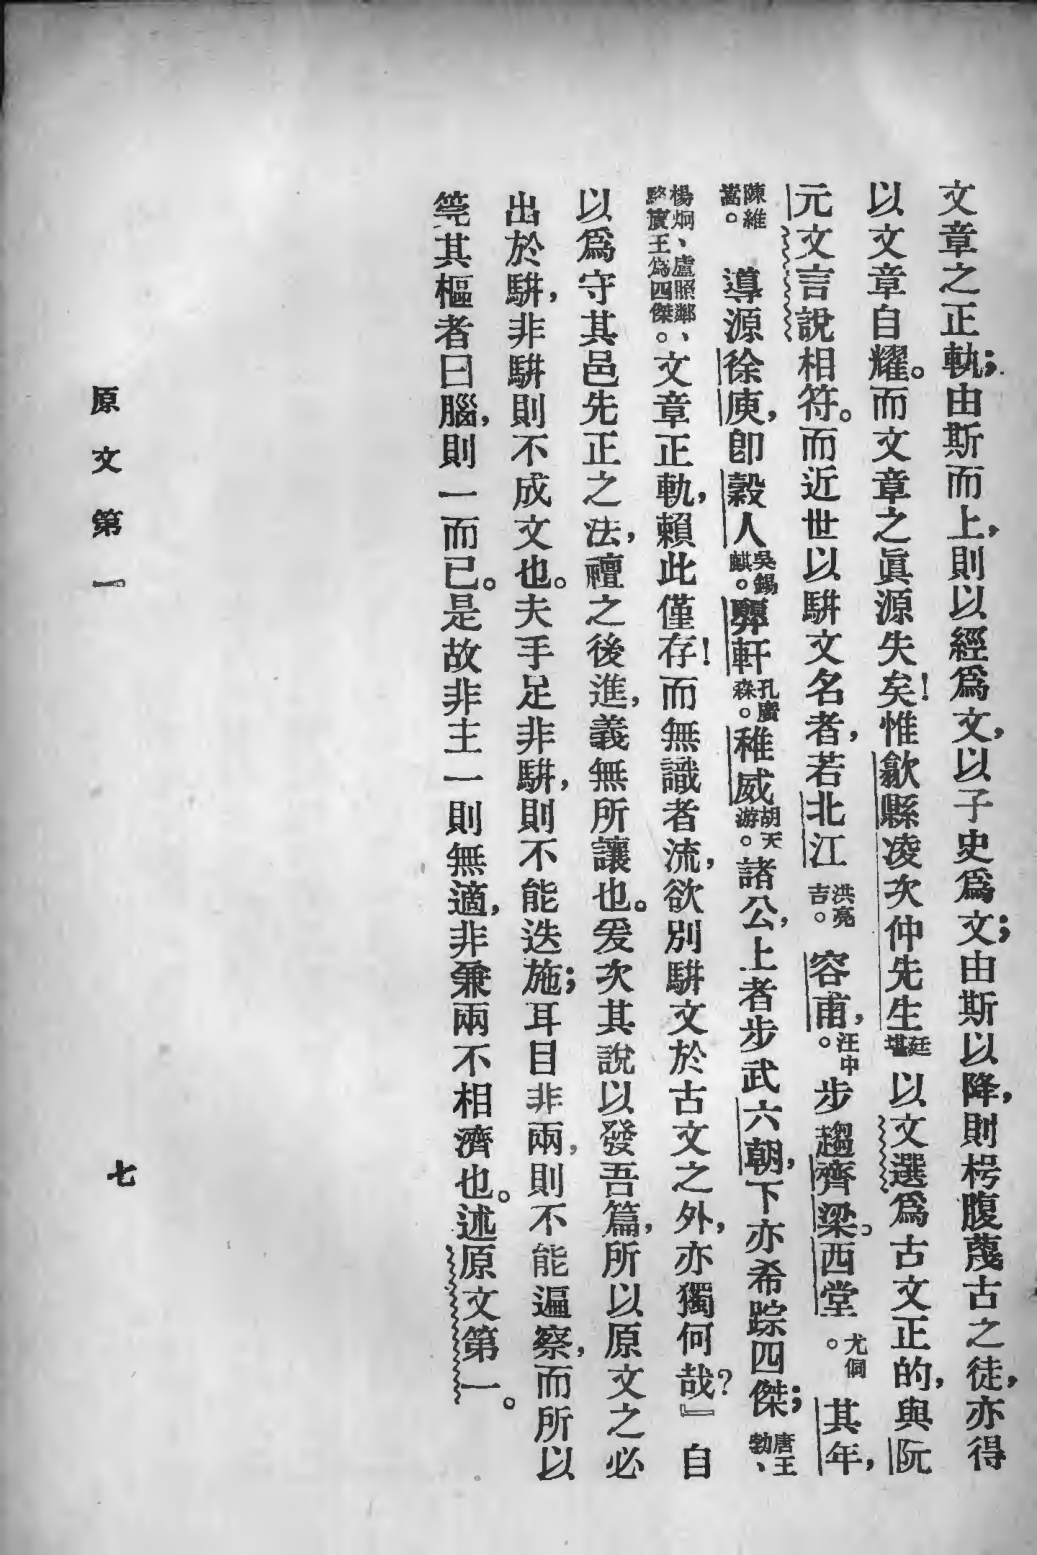 文章之正軌；由斯而上，則以經爲文，以子史爲文；由斯以降，則枵腹蔑古之徒，亦得
以文章自耀。而文章之眞源失矣！惟歙縣凌次仲先生廷堪以文選爲古文正的，與阮
元文言說相符。而近世以駢文名者，若北江洪亮吉。容甫，汪中。步趨齊梁。西堂尤侗。其年，
陳維崧。導源徐庾，卽穀人吳錫麒。㢸軒孔廣森。稚威胡天游。諸公，上者步武六朝，下亦希踪四傑；唐王勃、
楊炯、盧照鄰、駱賓王爲四傑。文章正軌，賴此僅存！而無識者流，欲別駢文於古文之外，亦獨何哉？』自
以爲守其邑先正之法，禮之後進，義無所讓也。爰次其說以發吾篇，所以原文之必
出於駢，非駢則不成文也。夫手足非駢，則不能迭施；耳目非兩，則不能遍察，而所以
筦其樞者曰腦，則一而已。是故非主一則無適，非兼兩不相濟也。述原文第一。
原文第一
七